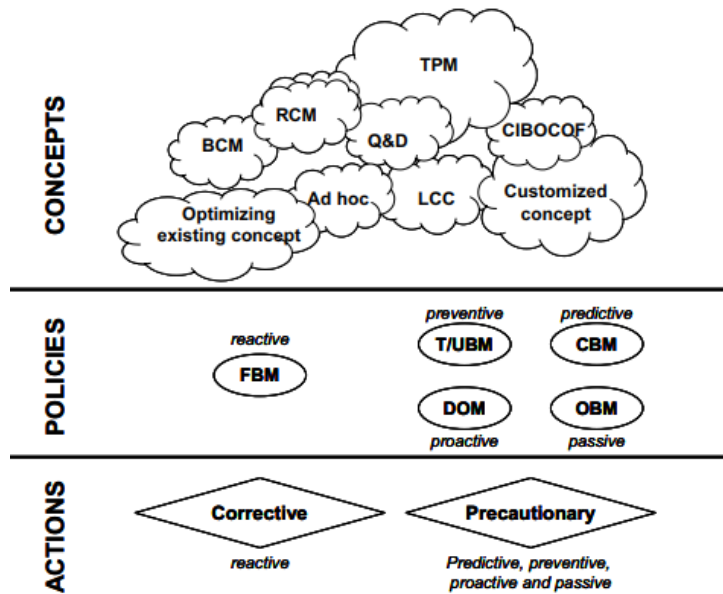 CONCEPTS
TPM
RCM
BCM
Q&D
CIBOCOF
Ad hoc
LCC
Customized
concept
Optimizing
existing concept
POLICIES
reactive
FBM
preventive
T/UBM
predictive
CBM
DOM
proactive
OBM
passive
ACTIONS
Corrective
reactive
Precautionary
Predictive, preventive,
proactive and passive